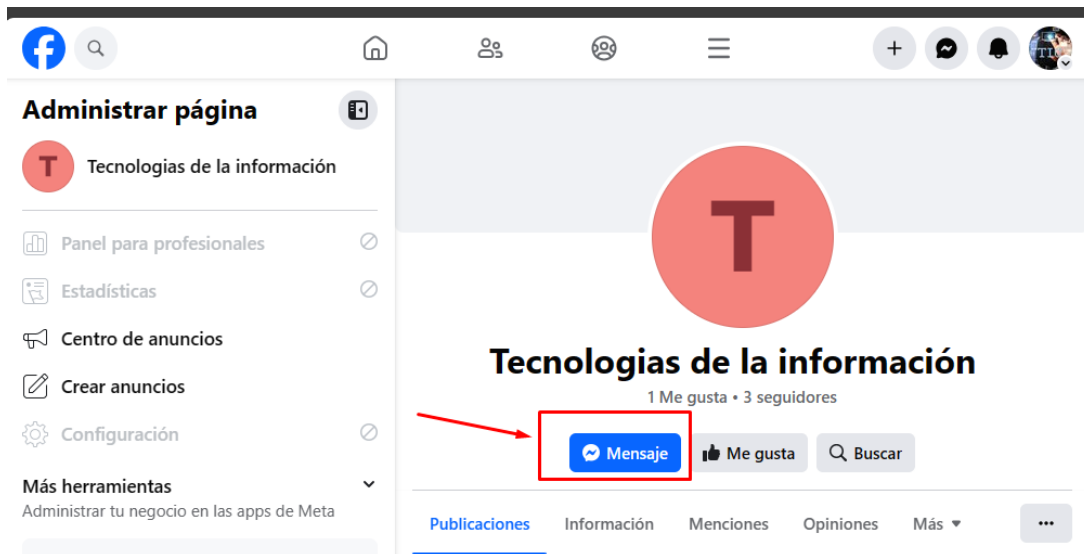 Administrar página
T
Tecnologias de la información
Panel para profesionales
Estadísticas
Centro de anuncios
Crear anuncios
Configuración
Más herramientas
Administrar tu negocio en las apps de Meta
TI
T
Tecnologias de la información
1 Me gusta • 3 seguidores
Mensaje Me gusta Buscar
Publicaciones Información Menciones Opiniones Más